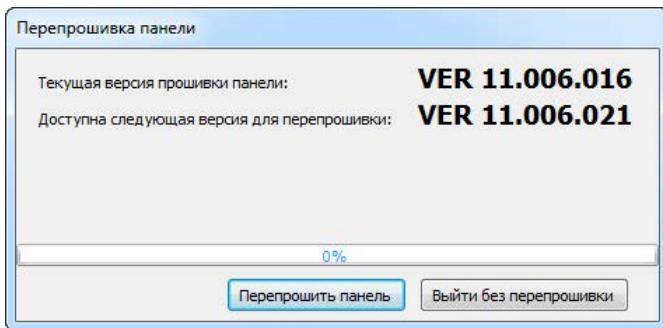 Перепрошивка панели
Текущая версия прошивки панели: VER 11.006.016
Доступна следующая версия для перепрошивки: VER 11.006.021
0%
Перепрошить панель Выйти без перепрошивки